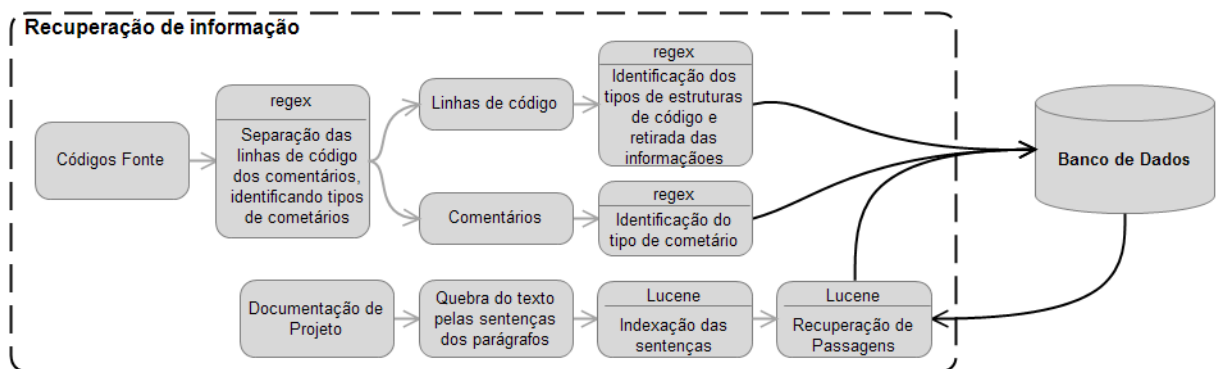 Recuperação de informação
Códigos Fonte
regex
Separação das
linhas de código
dos comentários,
identificando tipos
de cometários
Linhas de código
regex
Identificação dos
tipos de estruturas
de código e
retirada das
informaçãoes
Comentários
regex
Identificação do
tipo de cometário
Banco de Dados
Documentação de
Projeto
Quebra do texto
pelas sentenças
dos parágrafos
Lucene
Indexação das
sentenças
Lucene
Recuperação de
Passagens